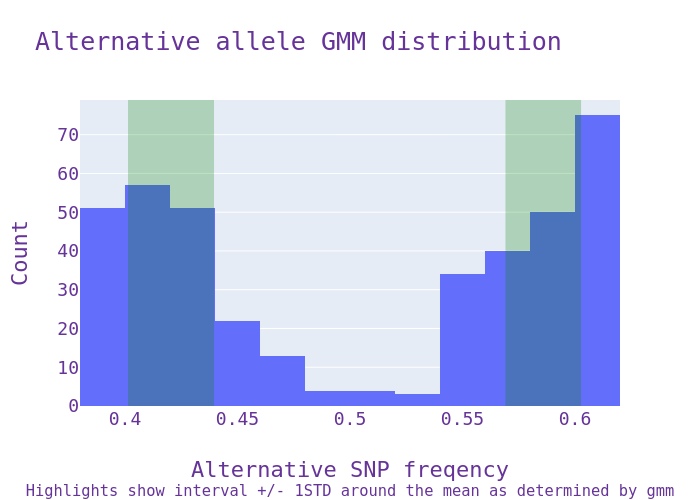 Alternative allele GMM distribution
70
60
50
40
30
20
10
0
Count
0.4 0.45 0.5 0.55 0.6
Alternative SNP freqency
Highlights show interval +/- 1STD around the mean as determined by gmm